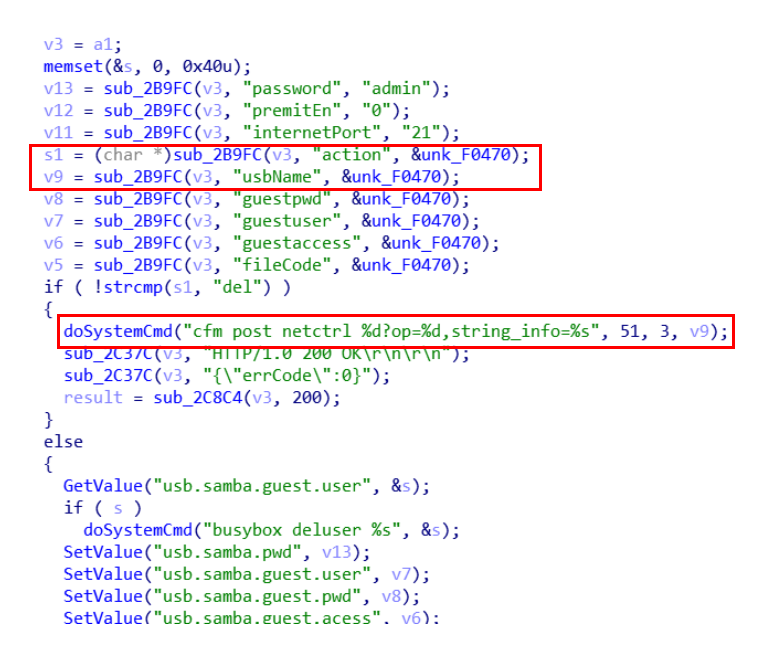 v3 = a1;
memset(&s, 0, 0x40u);
v13 = sub_2B9FC(v3, "password", "admin");
v12 = sub_2B9FC(v3, "premitEn", "0");
v11 = sub_2B9FC(v3, "internetPort", "21");
s1 = (char *)sub_2B9FC(v3, "action", &unk_F0470);
v9 = sub_2B9FC(v3, "usbName", &unk_F0470);
v8 = sub_2B9FC(v3, "guestpwd", &unk_F0470);
v7 = sub_2B9FC(v3, "guestuser", &unk_F0470);
v6 = sub_2B9FC(v3, "guestaccess", &unk_F0470);
v5 = sub_2B9FC(v3, "fileCode", &unk_F0470);
if ( !strcmp(s1, "del") )
{
doSystemCmd("cfm post netctrl %d?op=%d,string_info=%s", 51, 3, v9);
sub_2C37C(v3, "HTTP/1.0 200 OK\r\n\r\n");
sub_2C37C(v3, "{\"errCode\":0}");
result = sub_2C8C4(v3, 200);
}
else
{
GetValue("usb.samba.guest.user", &s);
if ( s )
doSystemCmd("busybox deluser %s", &s);
SetValue("usb.samba.pwd", v13);
SetValue("usb.samba.guest.user", v7);
SetValue("usb.samba.guest.pwd", v8);
SetValue("usb.samba.guest.acess", v6);